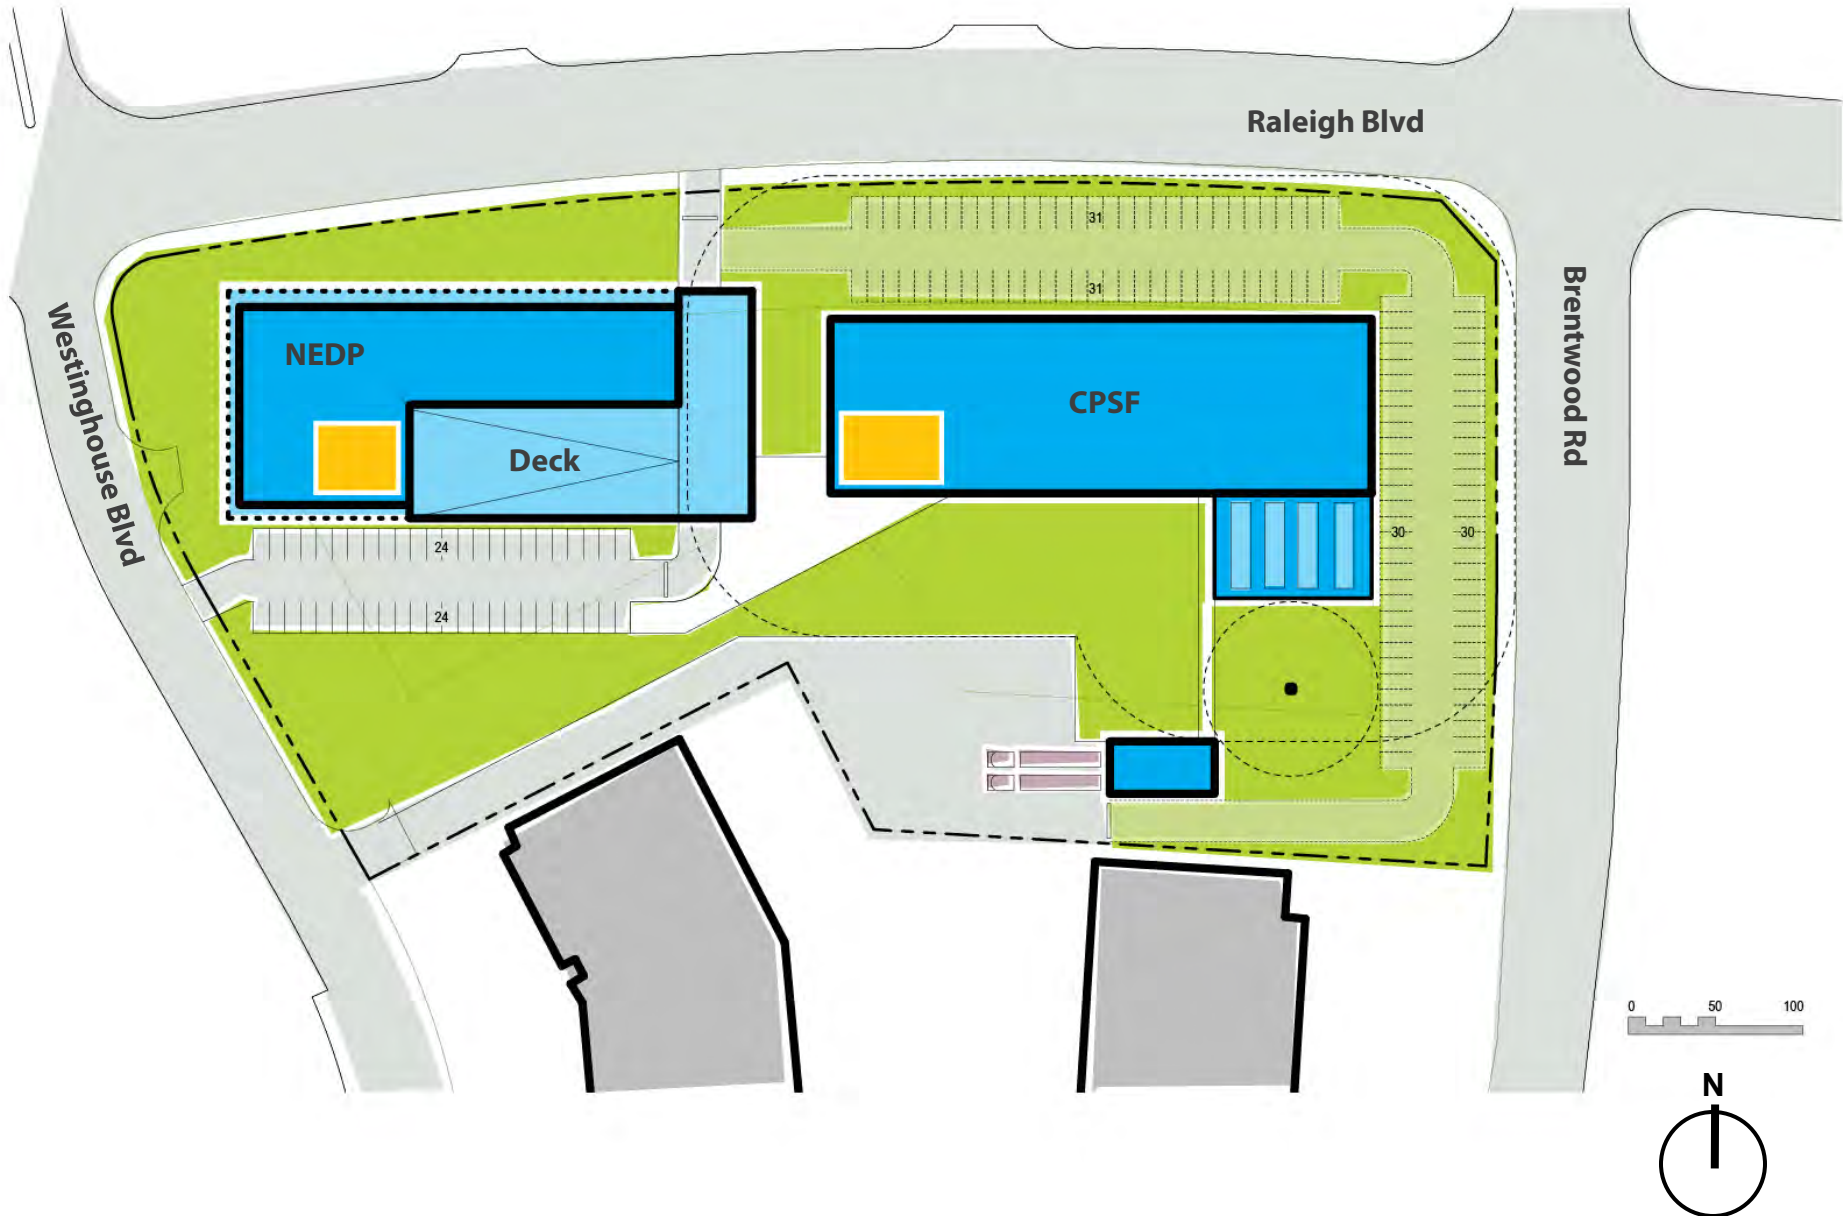 Raleigh Blvd
31
31
Brentwood Rd
Westinghouse Blvd
NEDP
CPSF
Deck
24
24
30
30
0 50 100
N